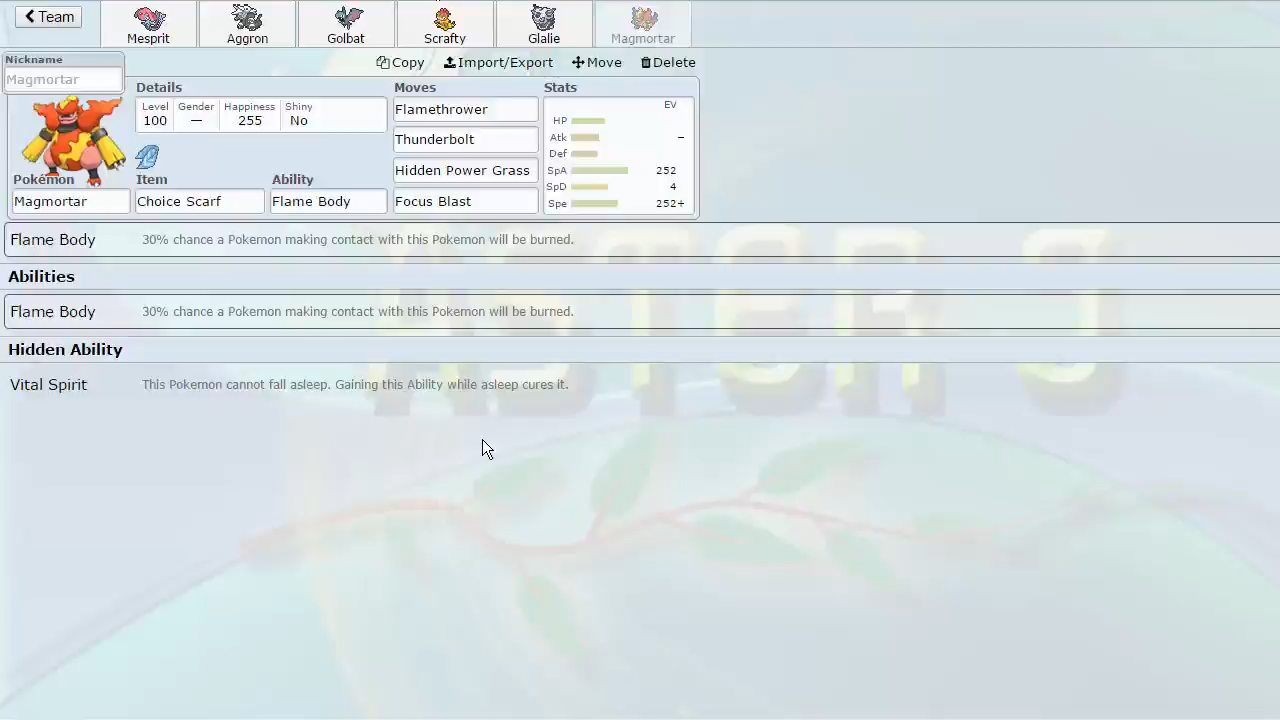 Team
Mesprit
Aggron
Golbat
Scrafty
Glalie
Magmortar
Nickname
Magmortar
Copy
Import/Export
Move
Delete
Details
Level
100
Gender
—
Happiness
255
Shiny
No
Pokémon
Magmortar
Item
Choice Scarf
Ability
Flame Body
Moves
Flamethrower
Thunderbolt
Hidden Power Grass
Focus Blast
Stats
EV
HP
Atk –
Def
SpA 252
SpD 4
Spe 252+
Flame Body 30% chance a Pokemon making contact with this Pokemon will be burned.
Abilities
Flame Body 30% chance a Pokemon making contact with this Pokemon will be burned.
Hidden Ability
Vital Spirit This Pokemon cannot fall asleep. Gaining this Ability while asleep cures it.
ASTER J